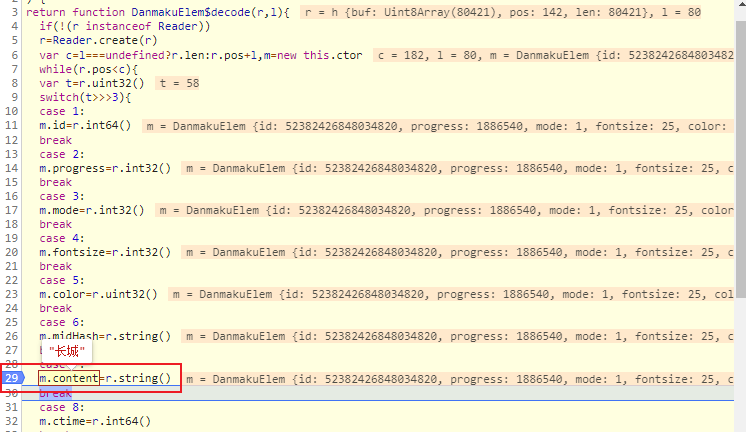 3 return function DanmakuElem$decode(r,l){ r = h {buf: Uint8Array(80421), pos: 142, len: 80421}, l = 80
4 if(!(r instanceof Reader))
5 r=Reader.create(r)
6 var c=l===undefined?r.len:r.pos+l,m=new this.ctor c = 182, l = 80, m = DanmakuElem {id: 5238242684803482
7 while(r.pos<c){
8 var t=r.uint32() t = 58
9 switch(t>>>3){
10 case 1:
11 m.id=r.int64() m = DanmakuElem {id: 52382426848034820, progress: 1886540, mode: 1, fontsize: 25, color:
12 break
13 case 2:
14 m.progress=r.int32() m = DanmakuElem {id: 52382426848034820, progress: 1886540, mode: 1, fontsize: 25, c
15 break
16 case 3:
17 m.mode=r.int32() m = DanmakuElem {id: 52382426848034820, progress: 1886540, mode: 1, fontsize: 25, color
18 break
19 case 4:
20 m.fontsize=r.int32() m = DanmakuElem {id: 52382426848034820, progress: 1886540, mode: 1, fontsize: 25, c
21 break
22 case 5:
23 m.color=r.uint32() m = DanmakuElem {id: 52382426848034820, progress: 1886540, mode: 1, fontsize: 25, col
24 break
25 case 6:
26 m.midHash=r.string() m = DanmakuElem {id: 52382426848034820, progress: 1886540, mode: 1, fontsize: 25, c
27 "长城"
28
29 m.content=r.string() m = DanmakuElem {id: 52382426848034820, progress: 1886540, mode: 1, fontsize: 25, c
30 break
31 case 8:
32 m.ctime=r.int64()